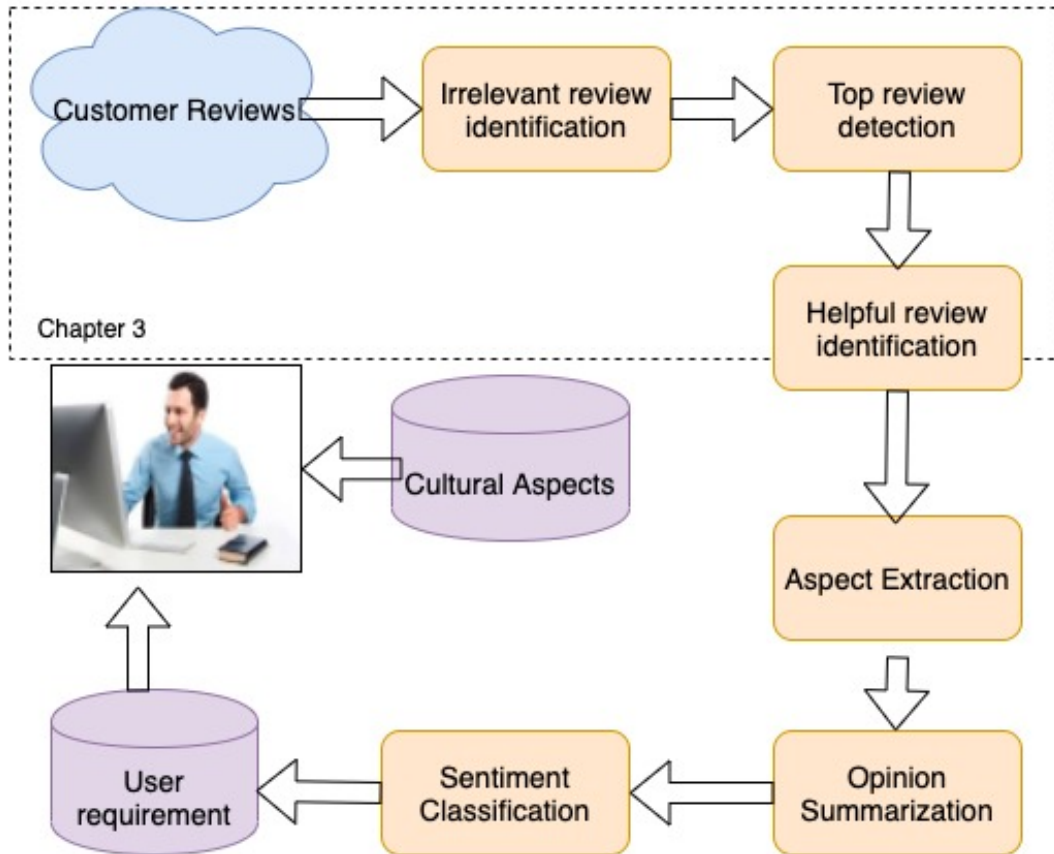 Customer Reviews
Irrelevant review
identification
Top review
detection
Helpful review
identification
Chapter 3
Cultural Aspects
Aspect Extraction
Opinion
Summarization
Sentiment
Classification
User
requirement